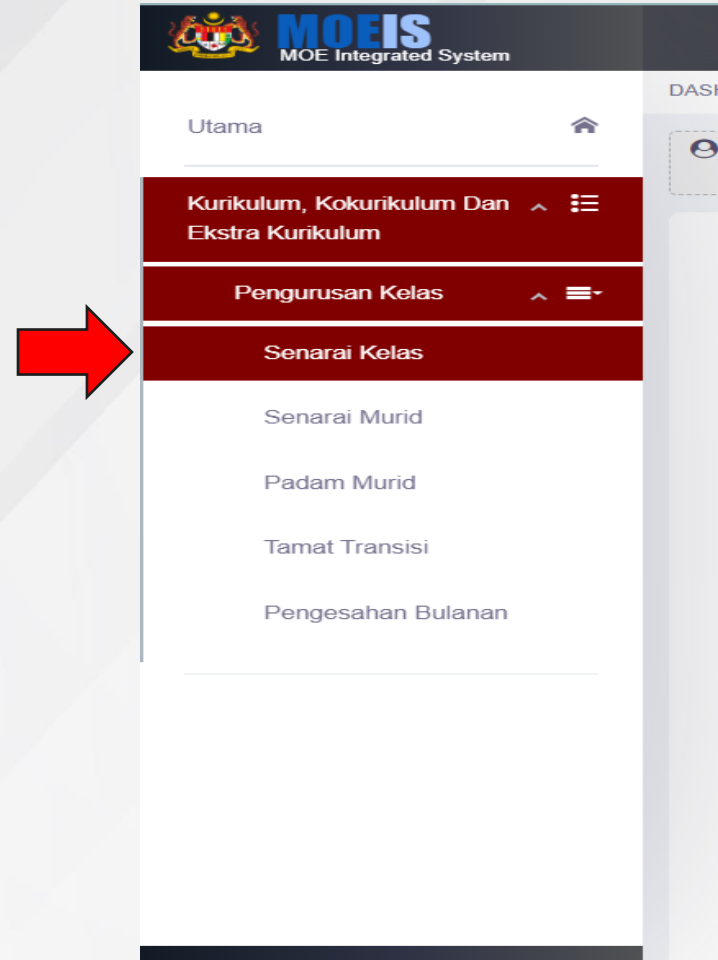 MOEIS
MOE Integrated System
Utama
Kurikulum, Kokurikulum Dan
Ekstra Kurikulum
Pengurusan Kelas
Senarai Kelas
Senarai Murid
Padam Murid
Tamat Transisi
Pengesahan Bulanan